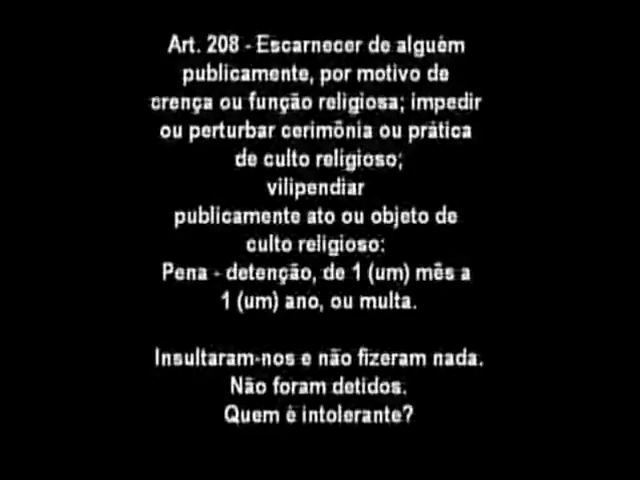 Art. 208 - Escarnecer de alguém
publicamente, por motivo de
crença ou função religiosa; impedir
ou perturbar cerimônia ou prática
de culto religioso;
vilipendiar
publicamente ato ou objeto de
culto religioso:
Pena - detenção, de 1 (um) mês a
1 (um) ano, ou multa.
Insultaram-nos e não fizeram nada.
Não foram detidos.
Quem é intolerante?